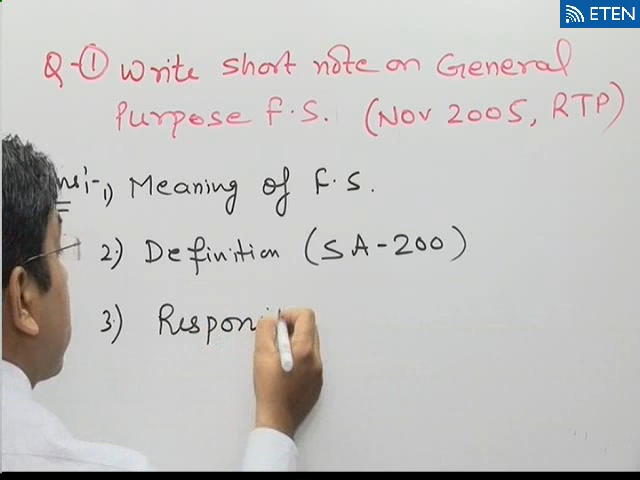 ETEN
Q-① Write short note on General
Purpose F.S. (Nov 2005, RTP)
Ans:- 1) Meaning of F.S.
2) Definition (SA-200)
3) Respon